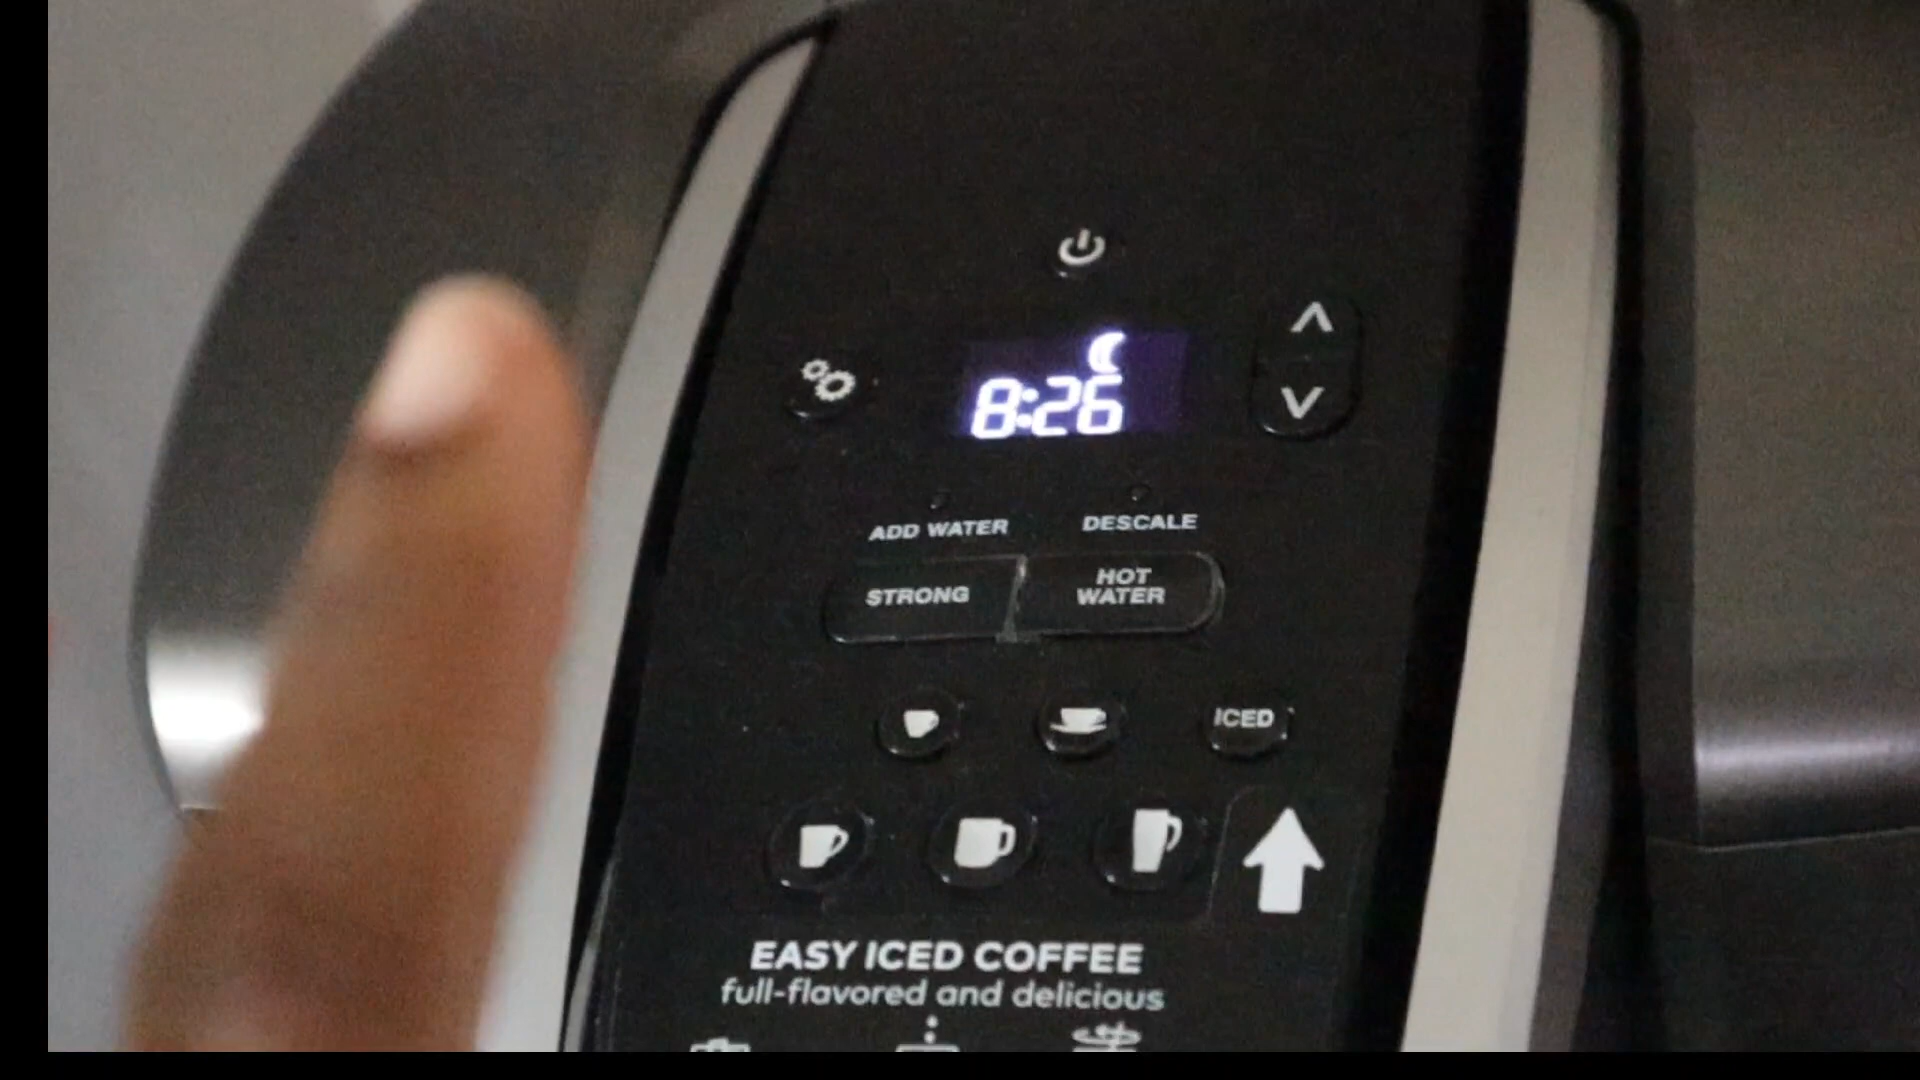 8:26
ADD WATER DESCALE
STRONG
HOT
WATER
ICED
EASY ICED COFFEE
full-flavored and delicious